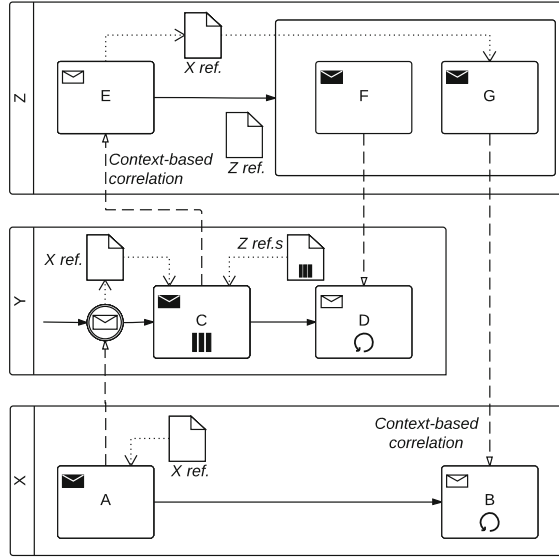 X ref.
Z
E
F
G
Z ref.
Context-based
correlation
X ref.
Z ref.s
Y
C
D
Context-based
correlation
X ref.
X
A
B